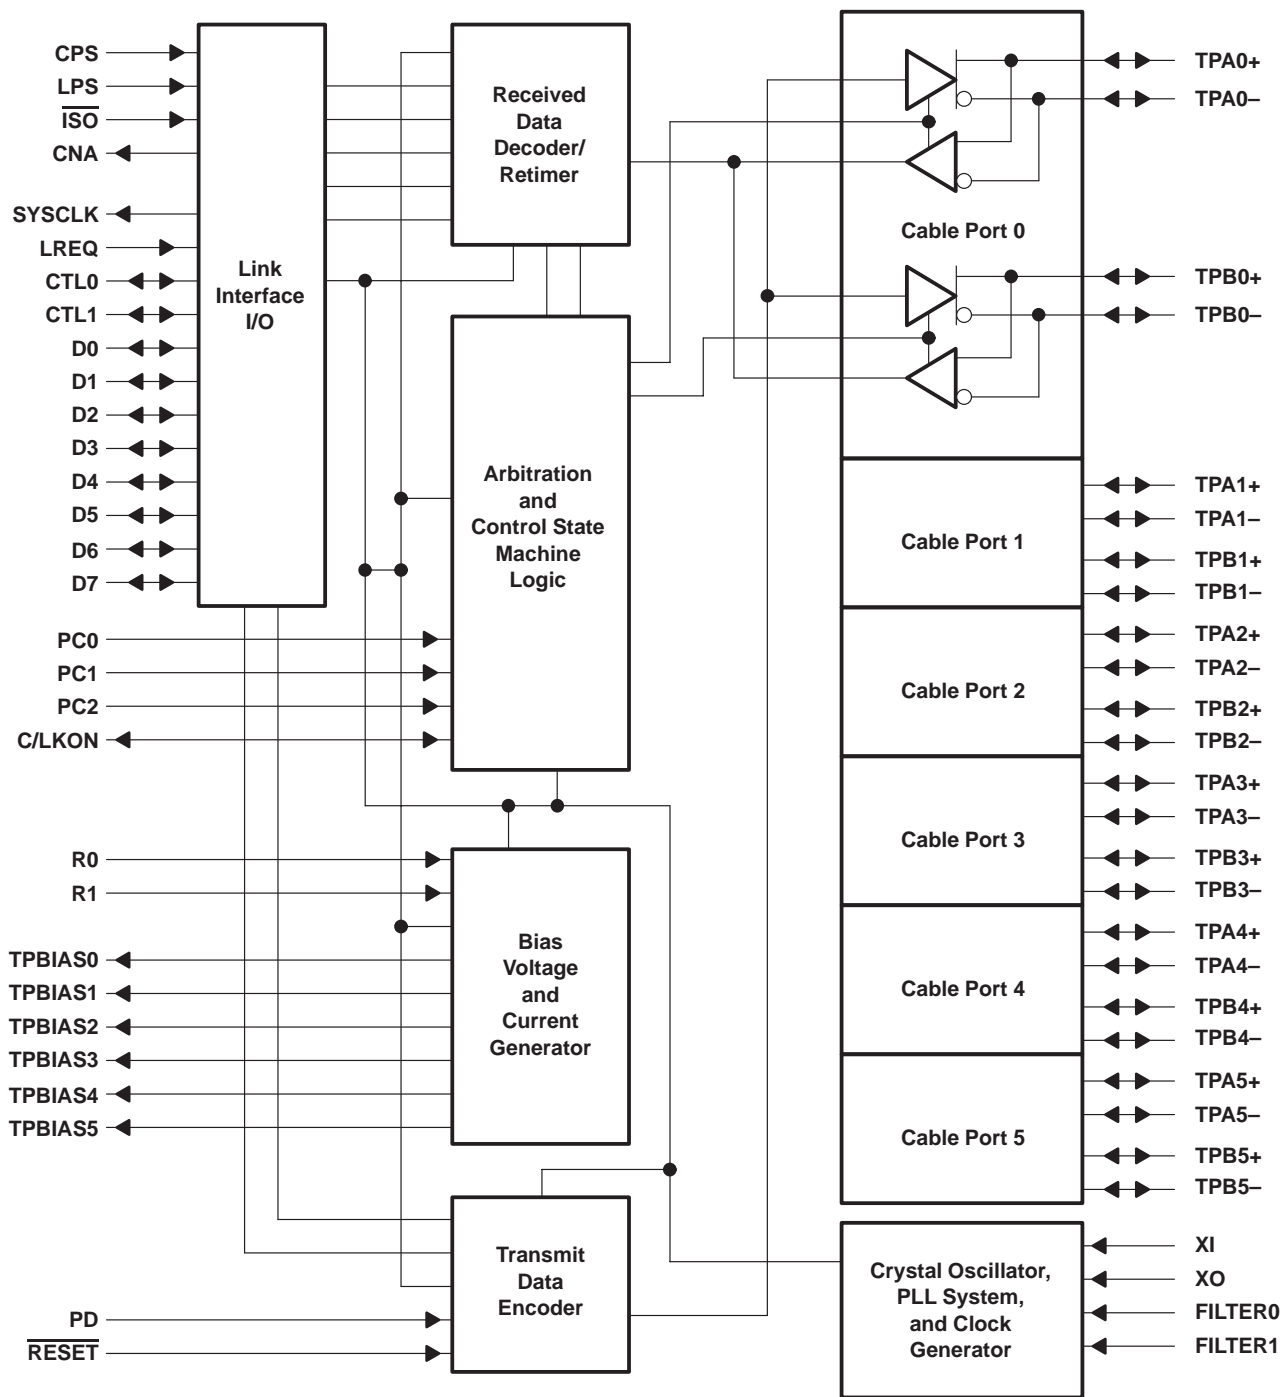 CPS
LPS
ISO
CNA
SYSCLK
LREQ
CTL0
CTL1
D0
D1
D2
D3
D4
D5
D6
D7
PC0
PC1
PC2
C/LKON
R0
R1
TPBIAS0
TPBIAS1
TPBIAS2
TPBIAS3
TPBIAS4
TPBIAS5
PD
RESET
Link
Interface
I/O
Received
Data
Decoder/
Retimer
Arbitration
and
Control State
Machine
Logic
Bias
Voltage
and
Current
Generator
Transmit
Data
Encoder
Cable Port 0
Cable Port 1
Cable Port 2
Cable Port 3
Cable Port 4
Cable Port 5
Crystal Oscillator,
PLL System,
and Clock
Generator
TPA0+
TPA0–
TPB0+
TPB0–
TPA1+
TPA1–
TPB1+
TPB1–
TPA2+
TPA2–
TPB2+
TPB2–
TPA3+
TPA3–
TPB3+
TPB3–
TPA4+
TPA4–
TPB4+
TPB4–
TPA5+
TPA5–
TPB5+
TPB5–
XI
XO
FILTER0
FILTER1